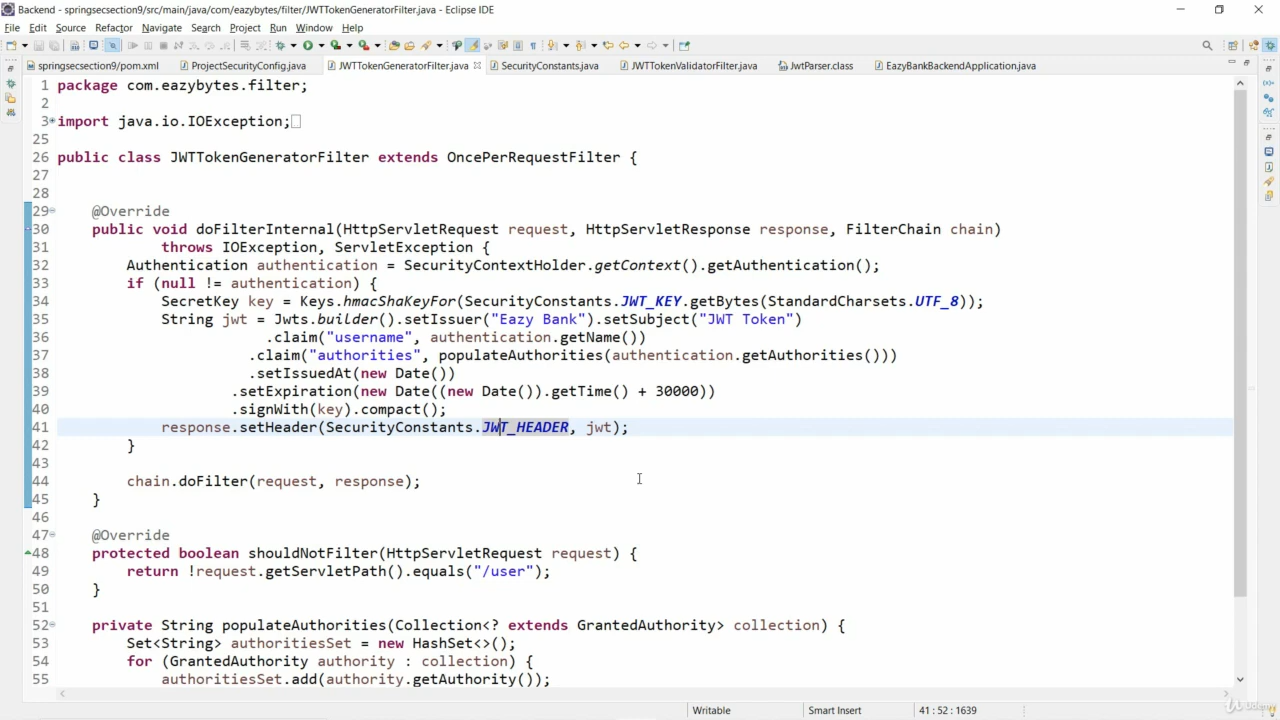 Backend - springsecsection9/src/main/java/com/eazybytes/filter/JWTTokenGeneratorFilter.java - Eclipse IDE
File Edit Source Refactor Navigate Search Project Run Window Help
springsecsection9/pom.xml ProjectSecurityConfig.java JWTTokenGeneratorFilter.java SecurityConstants.java JWTTokenValidatorFilter.java JwtParser.class EazyBankBackendApplication.java
1 package com.eazybytes.filter;
2
3 import java.io.IOException;
25
26 public class JWTTokenGeneratorFilter extends OncePerRequestFilter {
27
28
29 @Override
30 public void doFilterInternal(HttpServletRequest request, HttpServletResponse response, FilterChain chain)
31 throws IOException, ServletException {
32 Authentication authentication = SecurityContextHolder.getContext().getAuthentication();
33 if (null != authentication) {
34 SecretKey key = Keys.hmacShaKeyFor(SecurityConstants.JWT_KEY.getBytes(StandardCharsets.UTF_8));
35 String jwt = Jwts.builder().setIssuer("Eazy Bank").setSubject("JWT Token")
36 .claim("username", authentication.getName())
37 .claim("authorities", populateAuthorities(authentication.getAuthorities()))
38 .setIssuedAt(new Date())
39 .setExpiration(new Date((new Date()).getTime() + 30000))
40 .signWith(key).compact();
41 response.setHeader(SecurityConstants.JWT_HEADER, jwt);
42 }
43
44 chain.doFilter(request, response);
45 }
46
47 @Override
48 protected boolean shouldNotFilter(HttpServletRequest request) {
49 return !request.getServletPath().equals("/user");
50 }
51
52 private String populateAuthorities(Collection<? extends GrantedAuthority> collection) {
53 Set<String> authoritiesSet = new HashSet<>();
54 for (GrantedAuthority authority : collection) {
55 authoritiesSet.add(authority.getAuthority());
Writable Smart Insert 41 : 52 : 1639
Udemy